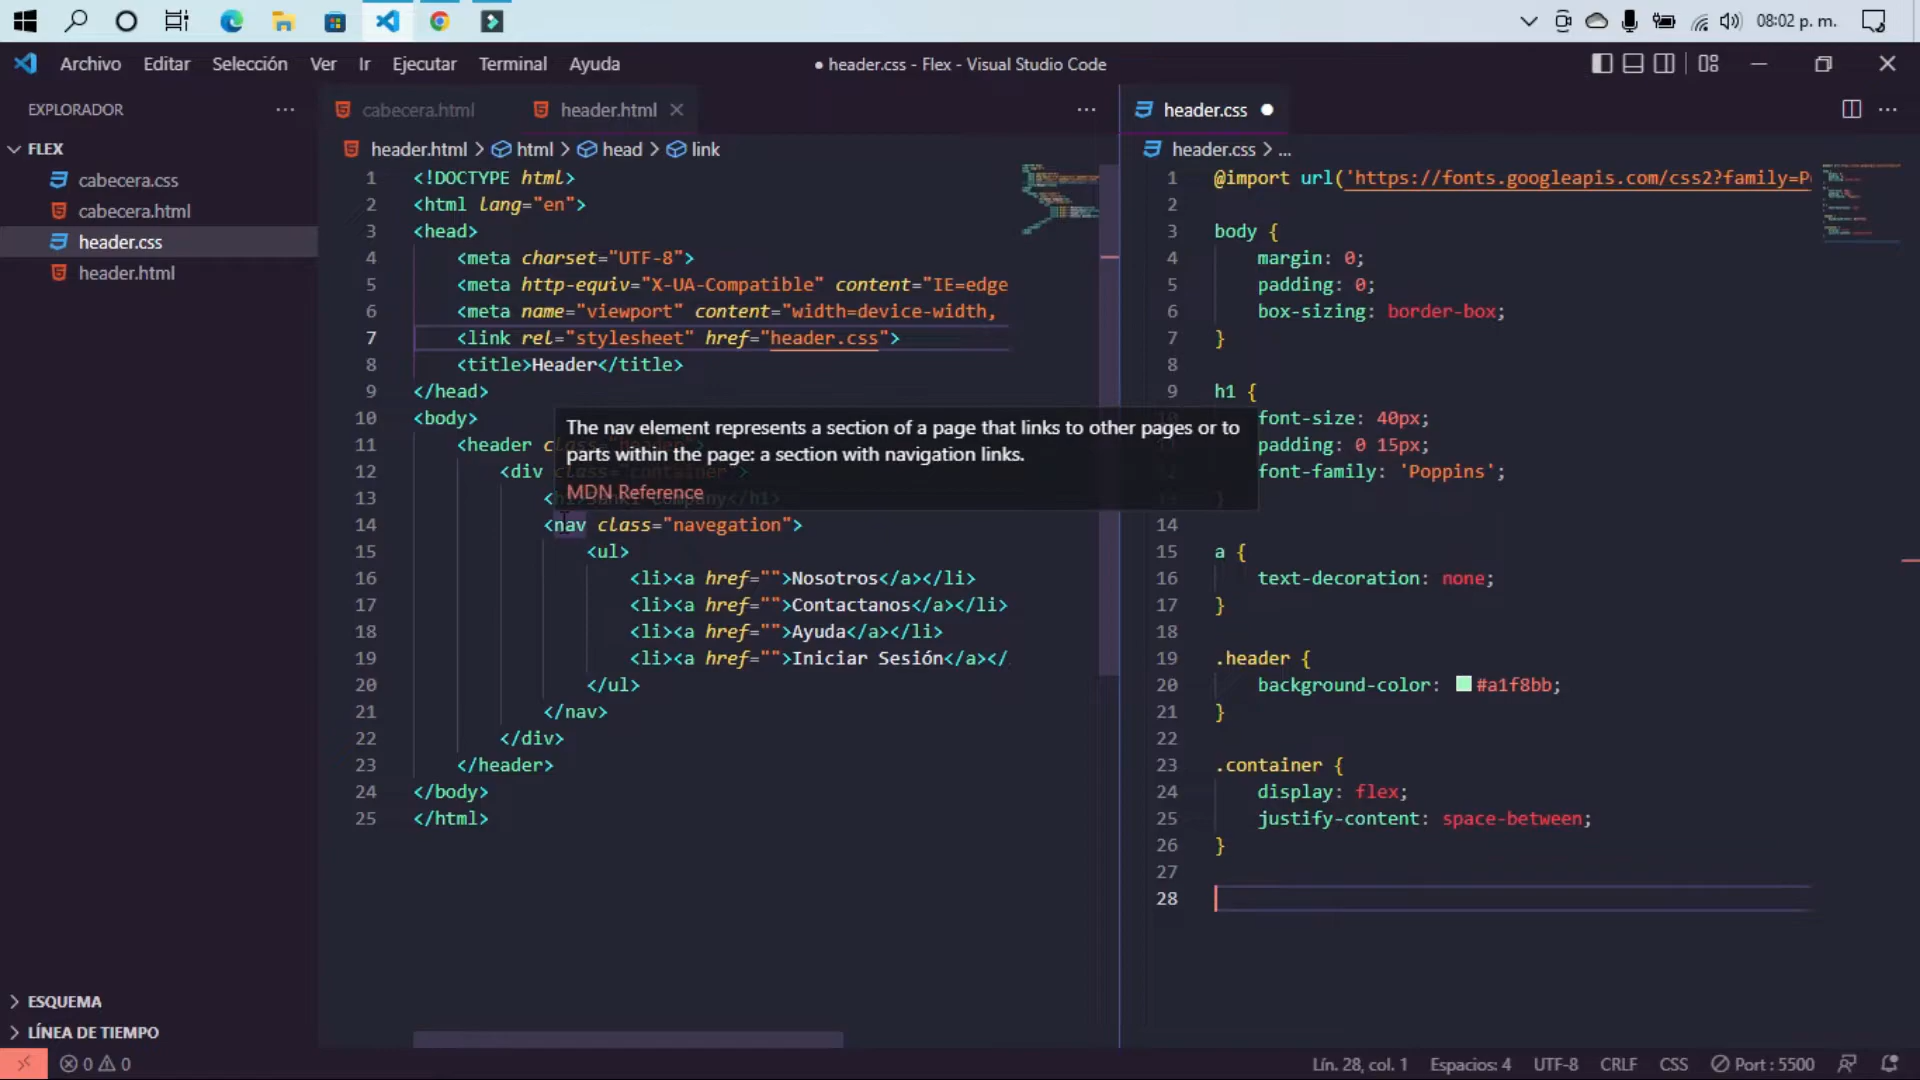 08:02 p. m.
Archivo Editar Selección Ver Ir Ejecutar Terminal Ayuda
● header.css - Flex - Visual Studio Code
EXPLORADOR
FLEX
cabecera.css
cabecera.html
header.css
header.html
ESQUEMA
LÍNEA DE TIEMPO
cabecera.html header.html
header.html > html > head > link
1 <!DOCTYPE html>
2 <html lang="en">
3 <head>
4 <meta charset="UTF-8">
5 <meta http-equiv="X-UA-Compatible" content="IE=edge
6 <meta name="viewport" content="width=device-width,
7 <link rel="stylesheet" href="header.css">
8 <title>Header</title>
9 </head>
10 <body>
11 <header
12 <div class="container">
13 Company</h1>
The nav element represents a section of a page that links to other pages or to
parts within the page: a section with navigation links.
MDN Reference
14 <nav class="navegation">
15 <ul>
16 <li><a href="">Nosotros</a></li>
17 <li><a href="">Contactanos</a></li>
18 <li><a href="">Ayuda</a></li>
19 <li><a href="">Iniciar Sesión</a></
20 </ul>
21 </nav>
22 </div>
23 </header>
24 </body>
25 </html>
header.css
header.css > ...
1 @import url('https://fonts.googleapis.com/css2?family=P
2
3 body {
4 margin: 0;
5 padding: 0;
6 box-sizing: border-box;
7 }
8
9 h1 {
10 font-size: 40px;
11 padding: 0 15px;
12 font-family: 'Poppins';
13 }
14
15 a {
16 text-decoration: none;
17 }
18
19 .header {
20 background-color: #a1f8bb;
21 }
22
23 .container {
24 display: flex;
25 justify-content: space-between;
26 }
27
28
0 0
Lín. 28, col. 1 Espacios: 4 UTF-8 CRLF CSS Port : 5500